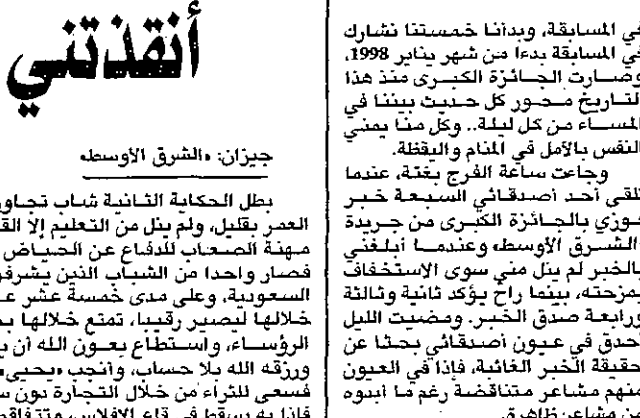 في المسابقة، وبدأنا خمستنا نشارك
في المسابقة بدءا من شهر يناير 1998،
وصارت الجائزة الكبرى منذ هذا
التاريخ محور كل حديث بيننا في
المساء من كل ليلة.. وكل منا يمني
النفس بالأمل في المنام واليقظة.
وجاءت ساعة الفرج بغتة، عندما
تلقى أحد أصدقائي السبعة خبر
فوزي بالجائزة الكبرى من جريدة
«الشرق الأوسط» وعندما أبلغني
بالخبر لم ينل مني سوى الاستخفاف
بمزحته، بينما راح يؤكد ثانية وثالثة
ورابعة صدق الخبر. ومضيت الليل
أحدق في عيون أصدقائي بحثا عن
حقيقة الخبر الغائبة، فإذا في العيون
منهم مشاعر متناقضة رغم ما أبدوه
من مشاعر ظاهرة
أنقذتني
جيزان: «الشرق الأوسط»
بطل الحكاية الثانية شاب تجاوز
العمر بقليل، ولم ينل من التعليم إلا
مهنة الصعاب للدفاع عن الحياض
فصار واحدا من الشباب الذين يشرفو
السعودية، وعلى مدى خمسة عشر
خلالها ليصير رقيبا، تمتع خلالها
الرؤساء، واستطاع بعون الله أن
ورزقه الله بلا حساب، وأنجب «يحيى»
فسعى للثراء من خلال التجارة دون
فإذا به يسقط في قاع الإفلاس،